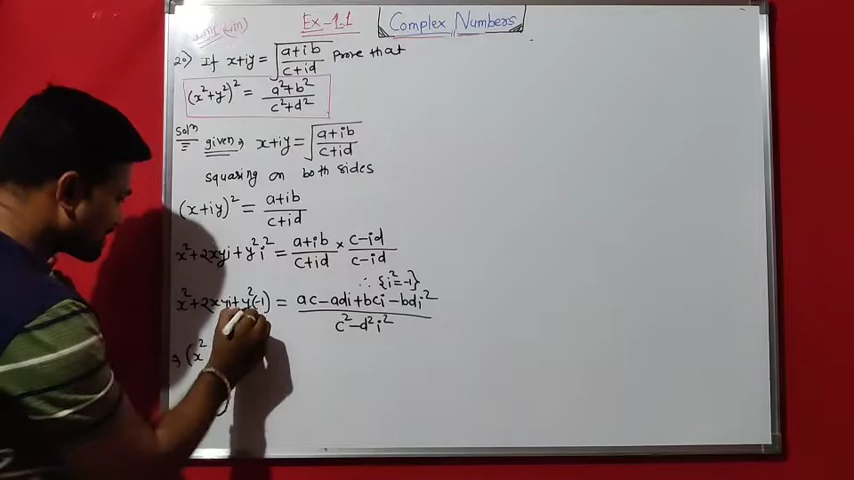 Ex-1.1
Complex Numbers
20) If x+iy = √(a+ib / c+id) prove that
(x²+y²)² = a²+b² / c²+d²
Solⁿ given, x+iy = √(a+ib / c+id)
squaring on both sides
(x+iy)² = a+ib / c+id
x²+2xyi+y²i² = a+ib / c+id × c-id / c-id
∴ {i²=-1}
x²+2xyi+y²(-1) = ac-adi+bci-bdi² / c²-d²i²
(x²